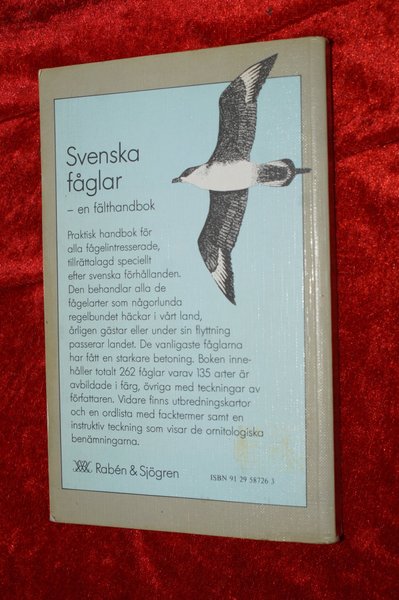 Svenska
fåglar
– en fälthandbok
Praktisk handbok för
alla fågelintresserade,
tillrättalagd speciellt
efter svenska förhållanden.
Den behandlar alla de
fågelarter som någorlunda
regelbundet häckar i vårt land,
årligen gästar eller under sin flyttning
passerar landet. De vanligaste fåglarna
har fått en starkare betoning. Boken inne-
håller totalt 262 fåglar varav 135 arter är
avbildade i färg, övriga med teckningar av
författaren. Vidare finns utbredningskartor
och en ordlista med facktermer samt en
instruktiv teckning som visar de ornitologiska
benämningarna.
Rabén & Sjögren
ISBN 91 29 58726 3